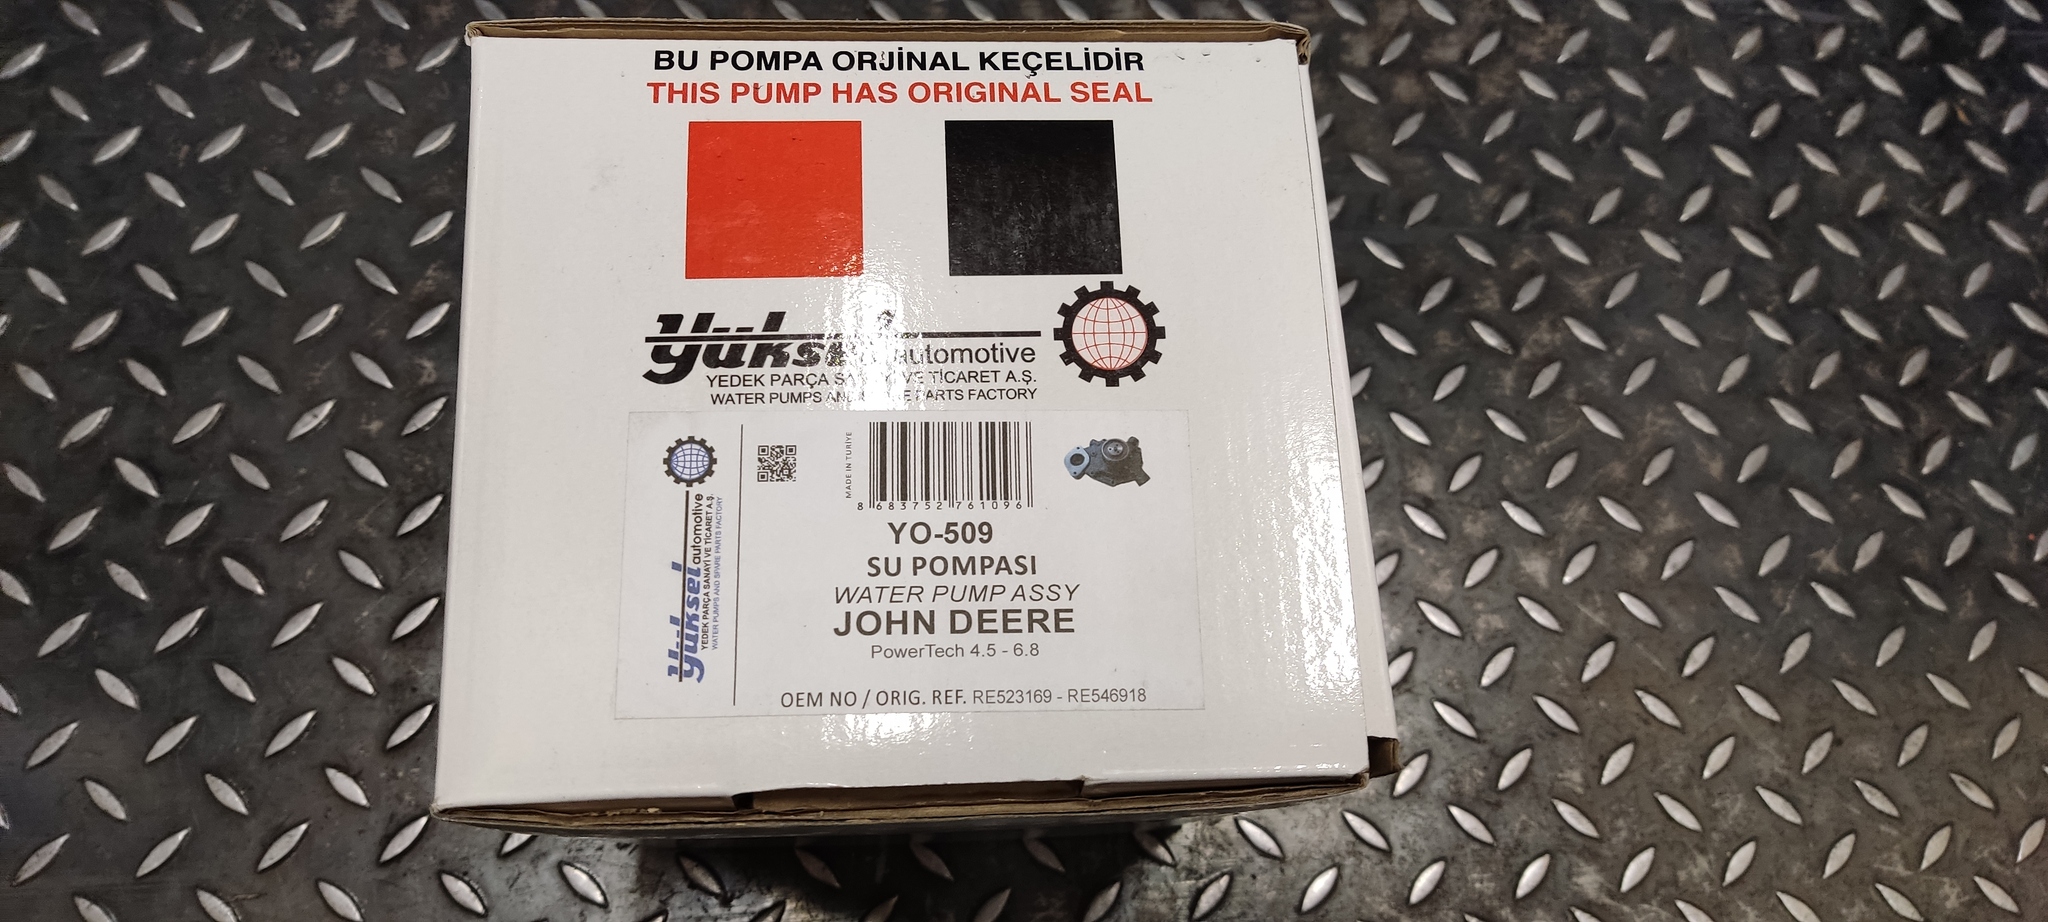 BU POMPA ORJİNAL KEÇELİDİR
THIS PUMP HAS ORIGINAL SEAL
Yüksel automotive
YEDEK PARÇA VE TİCARET A.Ş.
WATER PUMPS AND PARTS FACTORY
Yüksel automotive
YEDEK PARÇA SANAYİ VE TİCARET A.Ş.
WATER PUMPS AND SPARE PARTS FACTORY
MADE IN TURKİYE
8 683752 761096
YO-509
SU POMPASI
WATER PUMP ASSY
JOHN DEERE
PowerTech 4.5 - 6.8
OEM NO / ORIG. REF. RE523169 - RE546918